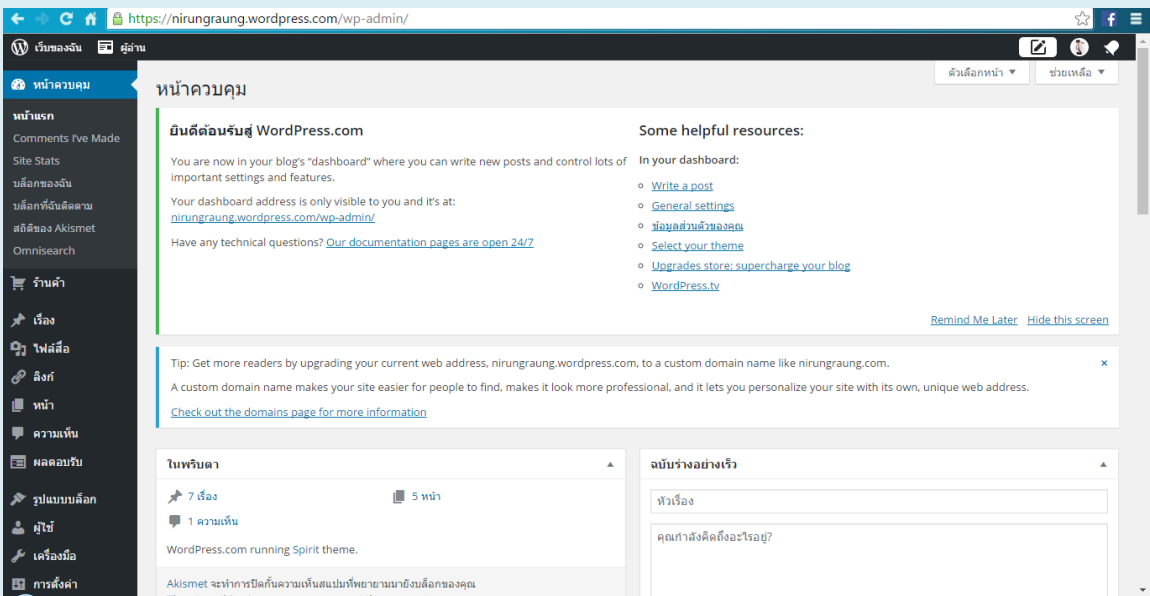 https://nirungraung.wordpress.com/wp-admin/
เว็บของฉัน ผู้อ่าน
ตัวเลือกหน้า ช่วยเหลือ
หน้าควบคุม
หน้าแรก
Comments I've Made
Site Stats
บล็อกของฉัน
บล็อกที่ฉันติดตาม
สถิติของ Akismet
Omnisearch
ร้านค้า
เรื่อง
ไฟล์สื่อ
ลิงก์
หน้า
ความเห็น
ผลตอบรับ
รูปแบบบล็อก
ผู้ใช้
เครื่องมือ
การตั้งค่า
หน้าควบคุม
ยินดีต้อนรับสู่ WordPress.com
You are now in your blog's "dashboard" where you can write new posts and control lots of
important settings and features.
Your dashboard address is only visible to you and it's at:
nirungraung.wordpress.com/wp-admin/
Have any technical questions? Our documentation pages are open 24/7
Some helpful resources:
In your dashboard:
Write a post
General settings
ข้อมูลส่วนตัวของคุณ
Select your theme
Upgrades store: supercharge your blog
WordPress.tv
Remind Me Later Hide this screen
Tip: Get more readers by upgrading your current web address, nirungraung.wordpress.com, to a custom domain name like nirungraung.com.
A custom domain name makes your site easier for people to find, makes it look more professional, and it lets you personalize your site with its own, unique web address.
Check out the domains page for more information
ในพริบตา
7 เรื่อง 5 หน้า
1 ความเห็น
WordPress.com running Spirit theme.
Akismet จะทำการปิดกั้นความเห็นสแปมที่พยายามมายังบล็อกของคุณ
ฉบับร่างอย่างเร็ว
หัวเรื่อง
คุณกำลังคิดถึงอะไรอยู่?